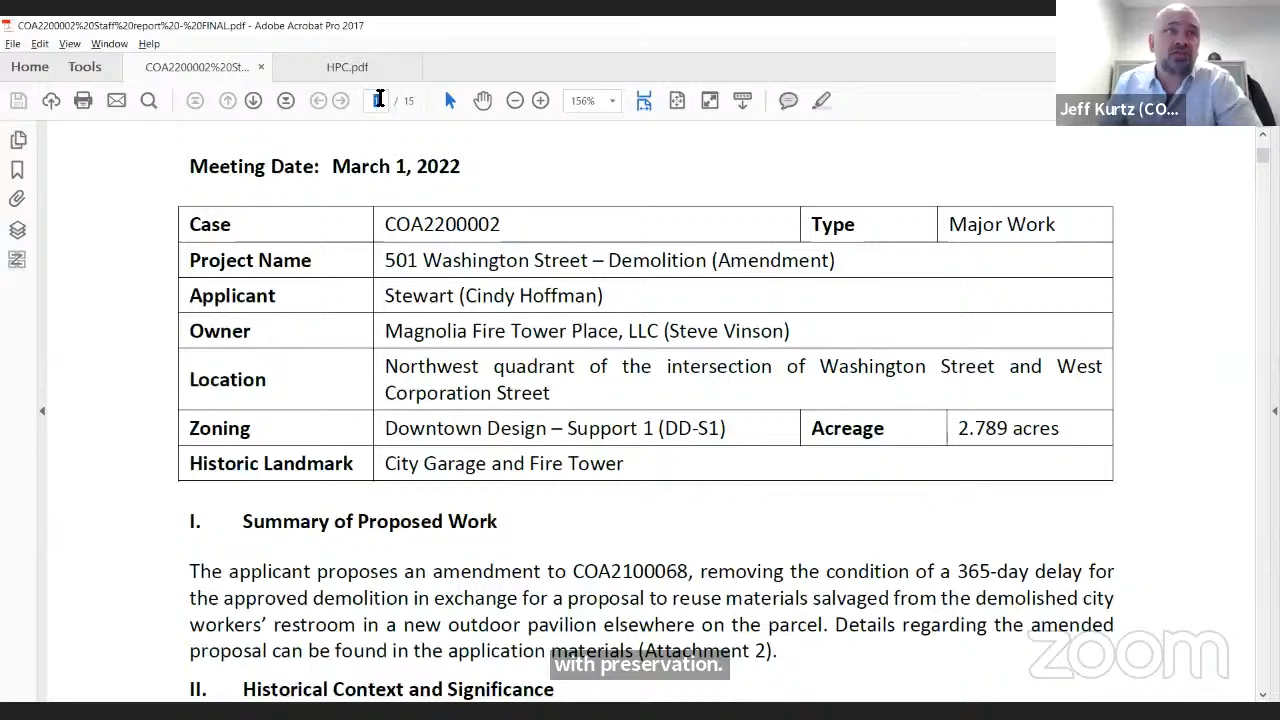 COA2200002%20Staff%20report%20-%20FINAL.pdf - Adobe Acrobat Pro 2017
File Edit View Window Help
Home Tools COA2200002%20St... × HPC.pdf
/ 15 156%
Jeff Kurtz (CO...
Meeting Date: March 1, 2022
Case COA2200002 Type Major Work
Project Name 501 Washington Street – Demolition (Amendment)
Applicant Stewart (Cindy Hoffman)
Owner Magnolia Fire Tower Place, LLC (Steve Vinson)
Location Northwest quadrant of the intersection of Washington Street and West
Corporation Street
Zoning Downtown Design – Support 1 (DD-S1) Acreage 2.789 acres
Historic Landmark City Garage and Fire Tower
I. Summary of Proposed Work
The applicant proposes an amendment to COA2100068, removing the condition of a 365-day delay for
the approved demolition in exchange for a proposal to reuse materials salvaged from the demolished city
workers’ restroom in a new outdoor pavilion elsewhere on the parcel. Details regarding the amended
proposal can be found in the application materials (Attachment 2).
with preservation.
zoom
II. Historical Context and Significance